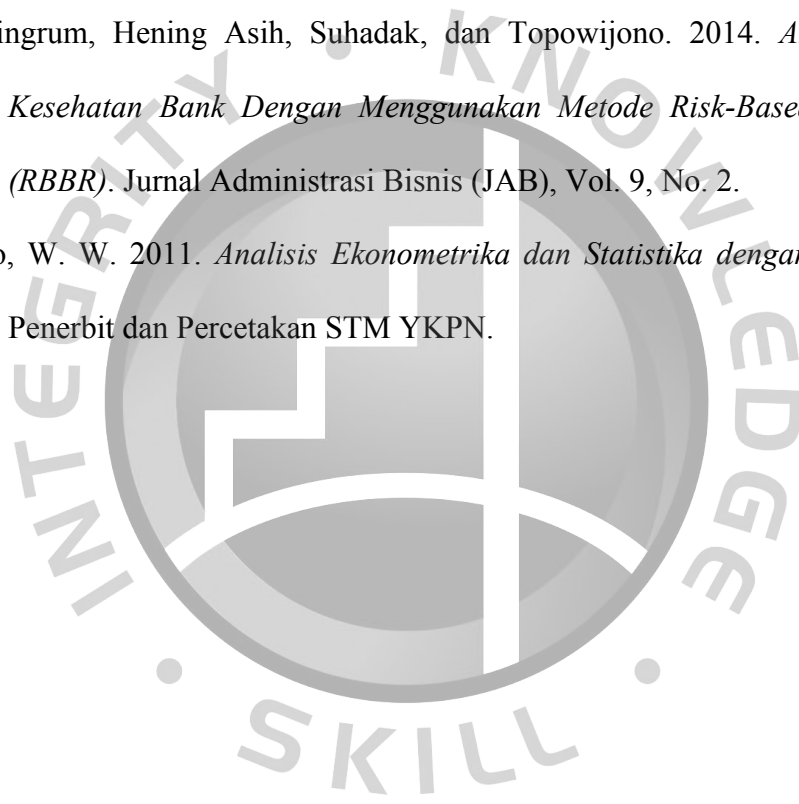 ingrum, Hening Asih, Suhadak, dan Topowijono. 2014. A
Kesehatan Bank Dengan Menggunakan Metode Risk-Based
(RBBR). Jurnal Administrasi Bisnis (JAB), Vol. 9, No. 2.
o, W. W. 2011. Analisis Ekonometrika dan Statistika dengan
Penerbit dan Percetakan STM YKPN.
INTEGRITY • KNOWLEDGE • SKILL •